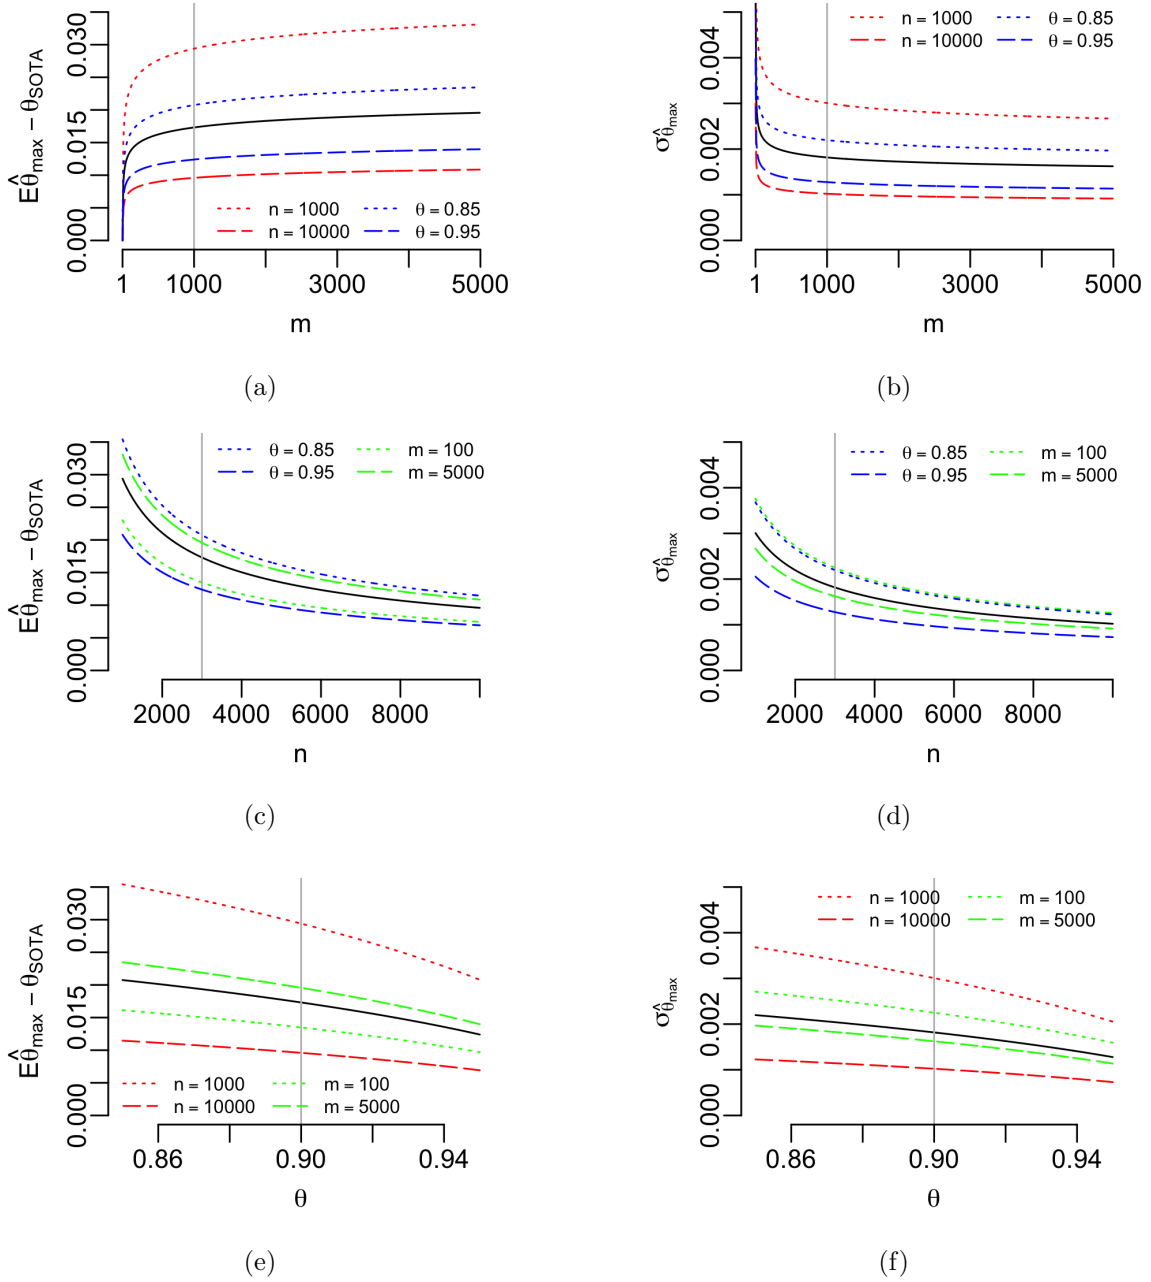 Eθ̂max − θSOTA
0.000 0.015 0.030
n = 1000 θ = 0.85
n = 10000 θ = 0.95
1 1000 3000 5000
m
(a)
σθ̂max
0.000 0.002 0.004
n = 1000 θ = 0.85
n = 10000 θ = 0.95
1 1000 3000 5000
m
(b)
Eθ̂max − θSOTA
0.000 0.015 0.030
θ = 0.85 m = 100
θ = 0.95 m = 5000
2000 4000 6000 8000
n
(c)
σθ̂max
0.000 0.002 0.004
θ = 0.85 m = 100
θ = 0.95 m = 5000
2000 4000 6000 8000
n
(d)
Eθ̂max − θSOTA
0.000 0.015 0.030
n = 1000 m = 100
n = 10000 m = 5000
0.86 0.90 0.94
θ
(e)
σθ̂max
0.000 0.002 0.004
n = 1000 m = 100
n = 10000 m = 5000
0.86 0.90 0.94
θ
(f)